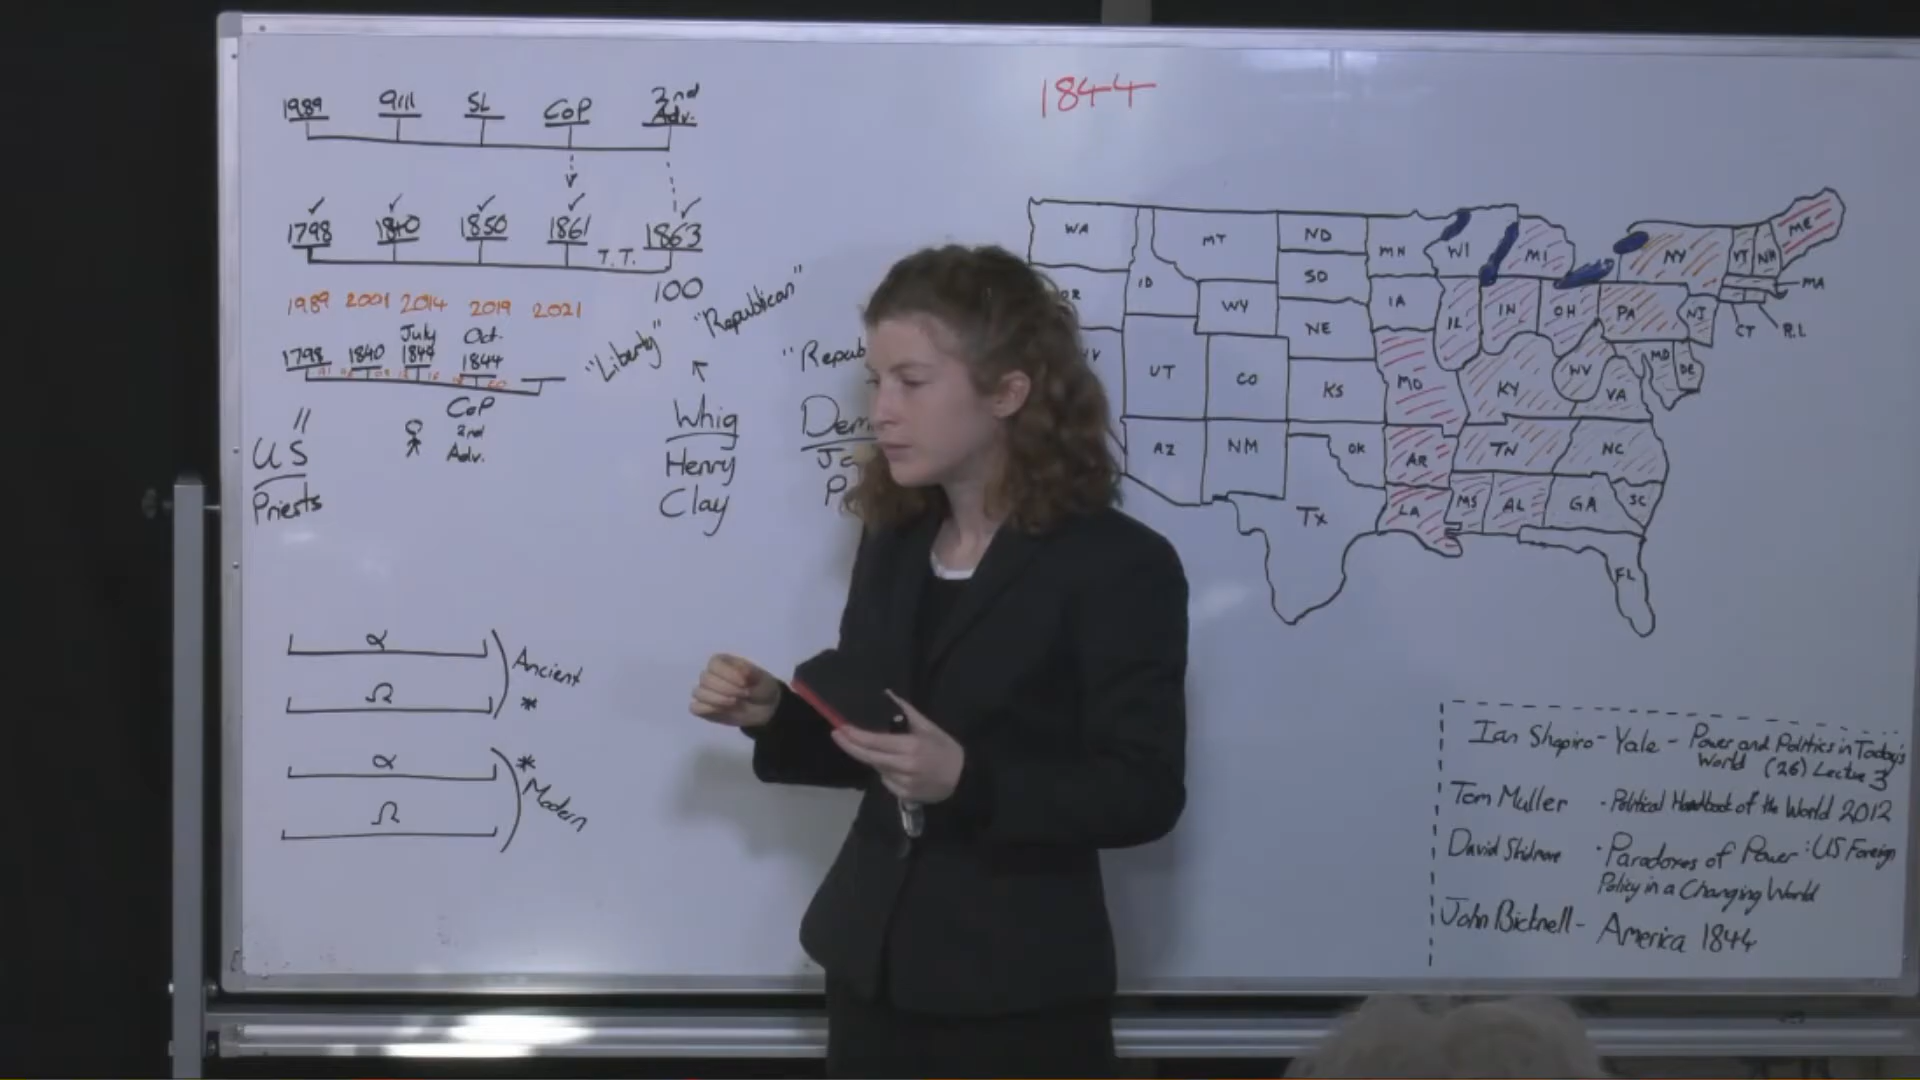 1989 9/11 SL CoP 2nd Adv.
1798 1840 1850 1861 T.T. 1863
100
1989 2001 2014 2019 2021
July Oct.
1798 1840 1844 1844
CoP
2nd
Adv.
"
US
Priests
"Liberty" "Republican"
Whig
Henry
Clay
"Repub
Dem
α
Ω
Ancient
*
α
Ω
*
Modern
1844
WA MT ND MN WI MI NY VT NH ME
ID SD MA
WY IA IL IN OH PA NJ CT R.I.
NE
UT CO KS MO KY WV VA MD DE
AZ NM OK AR TN NC
TX LA MS AL GA SC
FL
Ian Shapiro - Yale - Power and Politics in Today's
World (26) Lecture 3
Tom Muller - Political Handbook of the World 2012
David - Paradoxes of Power : US Foreign
Policy in a Changing World
John Bicknell - America 1844